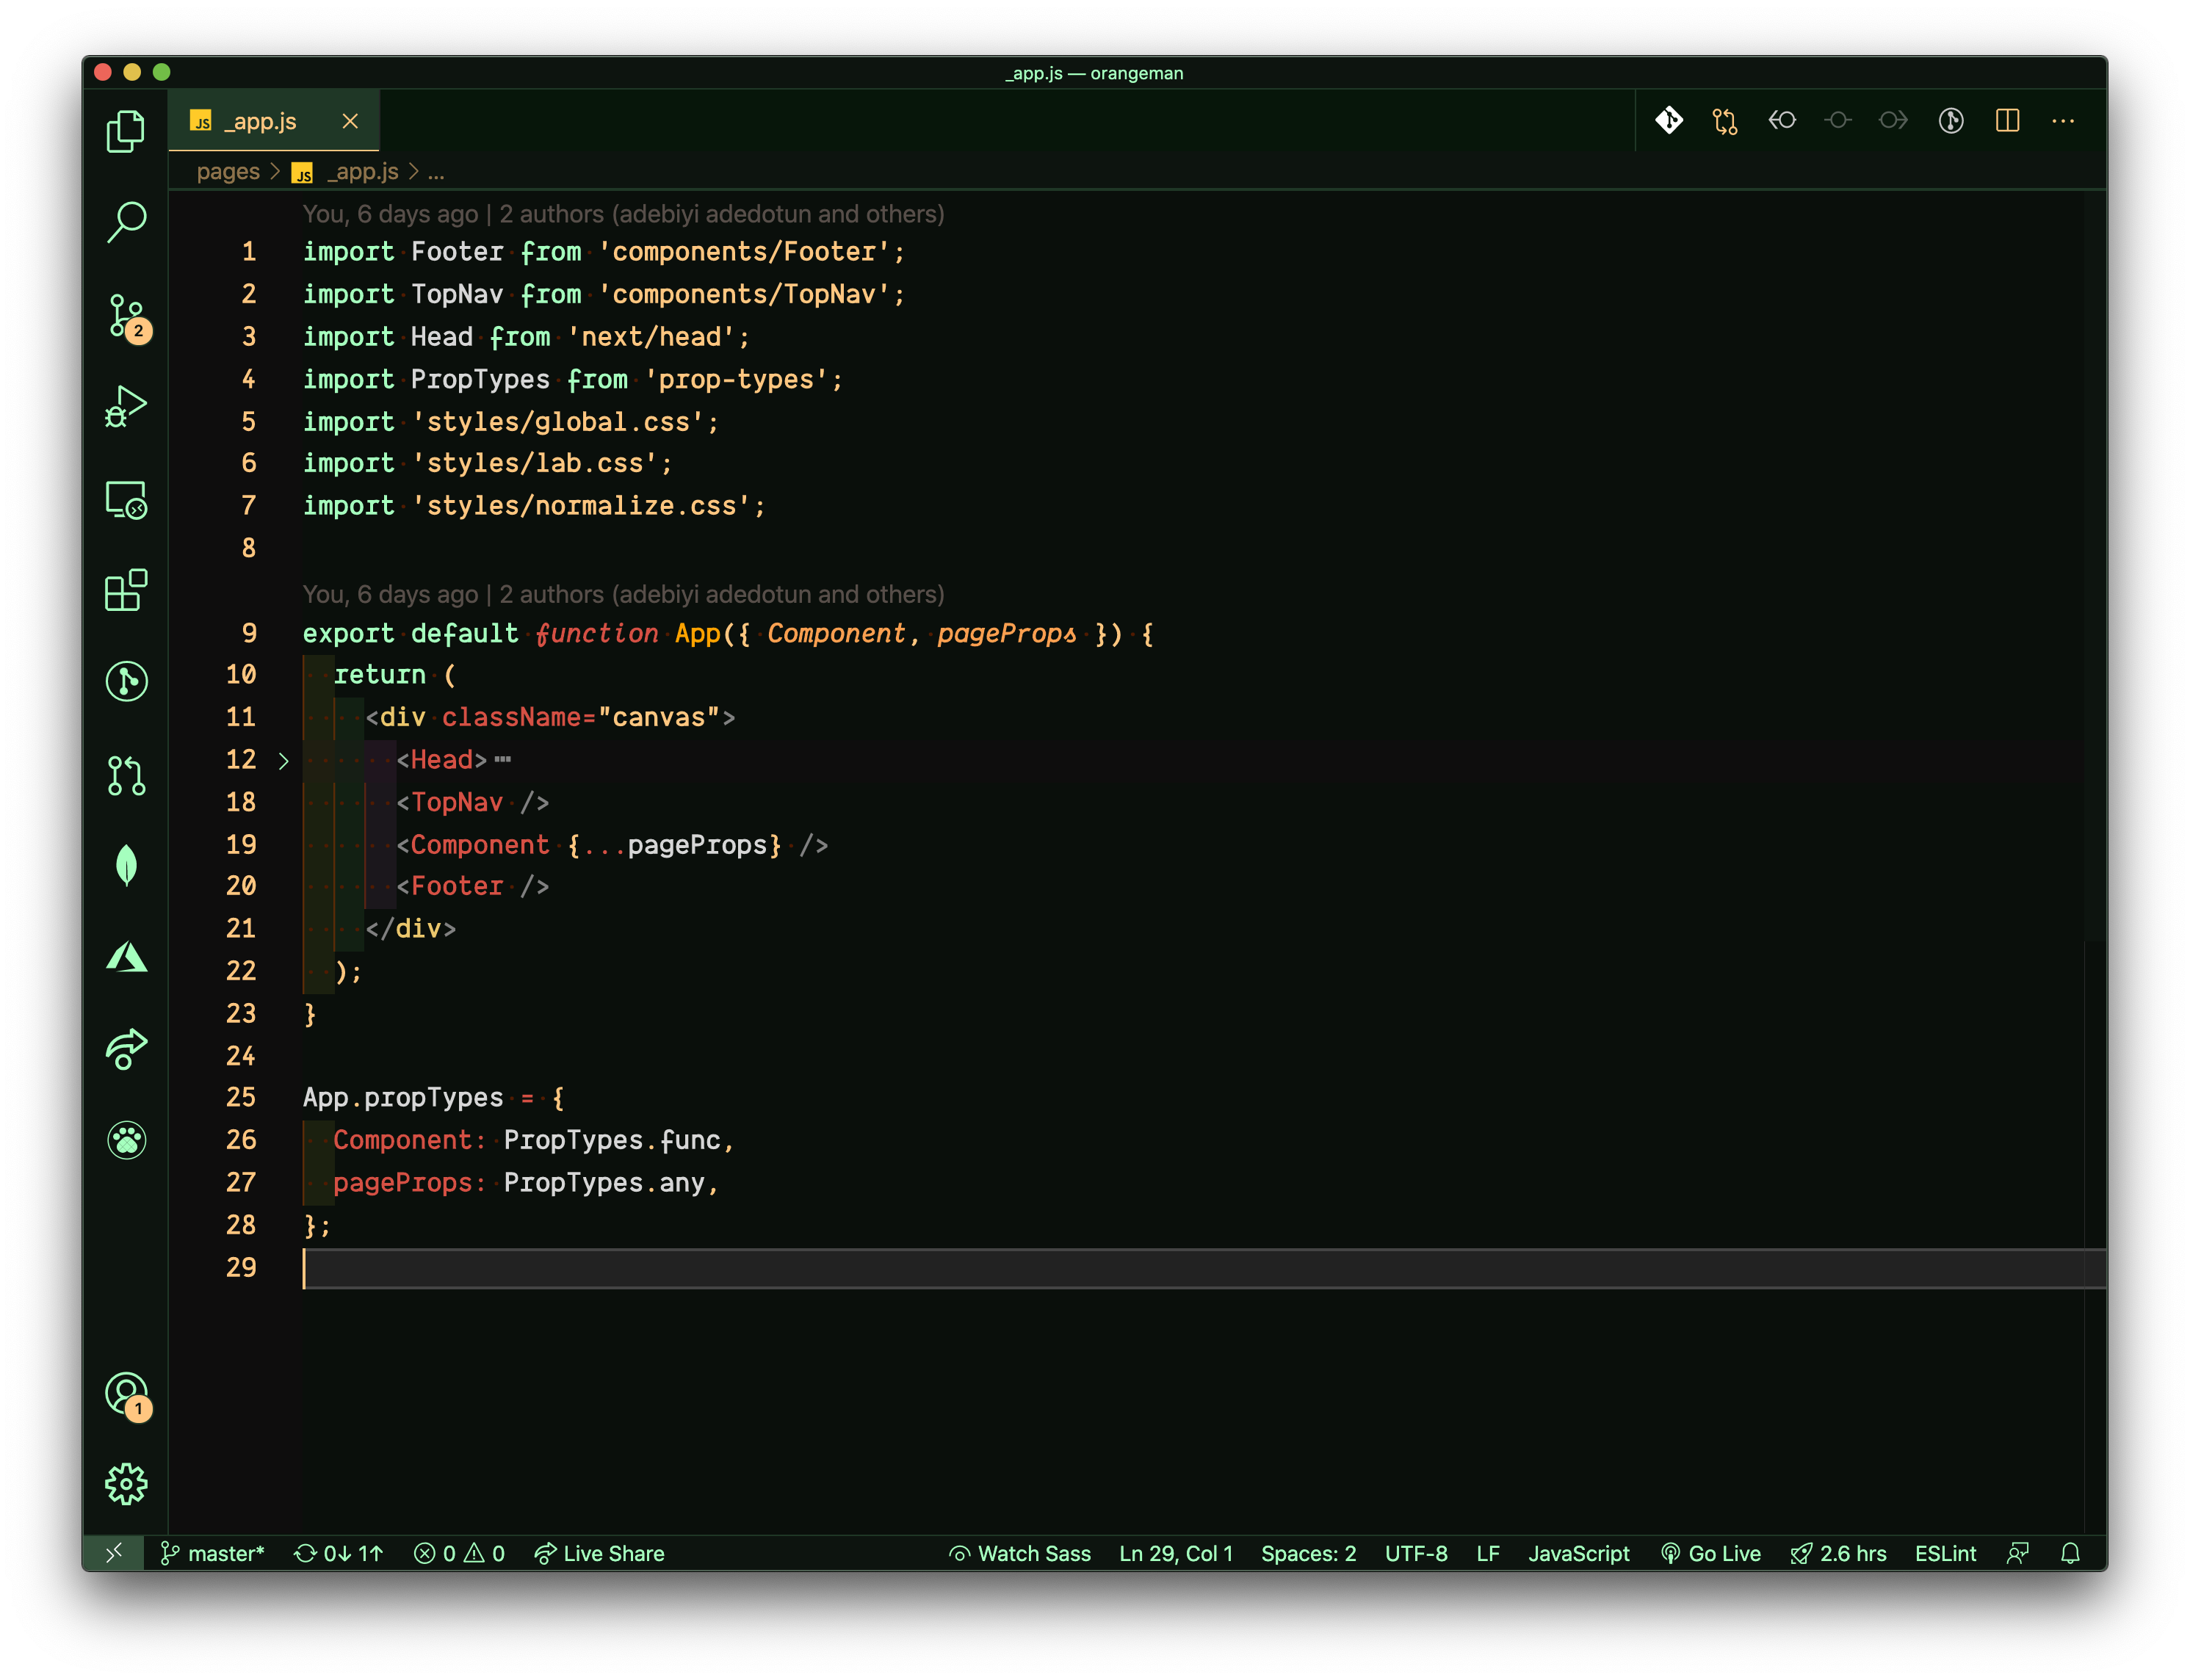 _app.js — orangeman
JS _app.js
pages > JS _app.js > ...
You, 6 days ago | 2 authors (adebiyi adedotun and others)
1 import Footer from 'components/Footer';
2 import TopNav from 'components/TopNav';
3 import Head from 'next/head';
4 import PropTypes from 'prop-types';
5 import 'styles/global.css';
6 import 'styles/lab.css';
7 import 'styles/normalize.css';
8
You, 6 days ago | 2 authors (adebiyi adedotun and others)
9 export default function App({ Component, pageProps }) {
10   return (
11     <div className="canvas">
12       <Head>
18       <TopNav />
19       <Component {...pageProps} />
20       <Footer />
21     </div>
22   );
23 }
24
25 App.propTypes = {
26   Component: PropTypes.func,
27   pageProps: PropTypes.any,
28 };
29
2
1
master* 0↓ 1↑ 0 0 Live Share Watch Sass Ln 29, Col 1 Spaces: 2 UTF-8 LF JavaScript Go Live 2.6 hrs ESLint